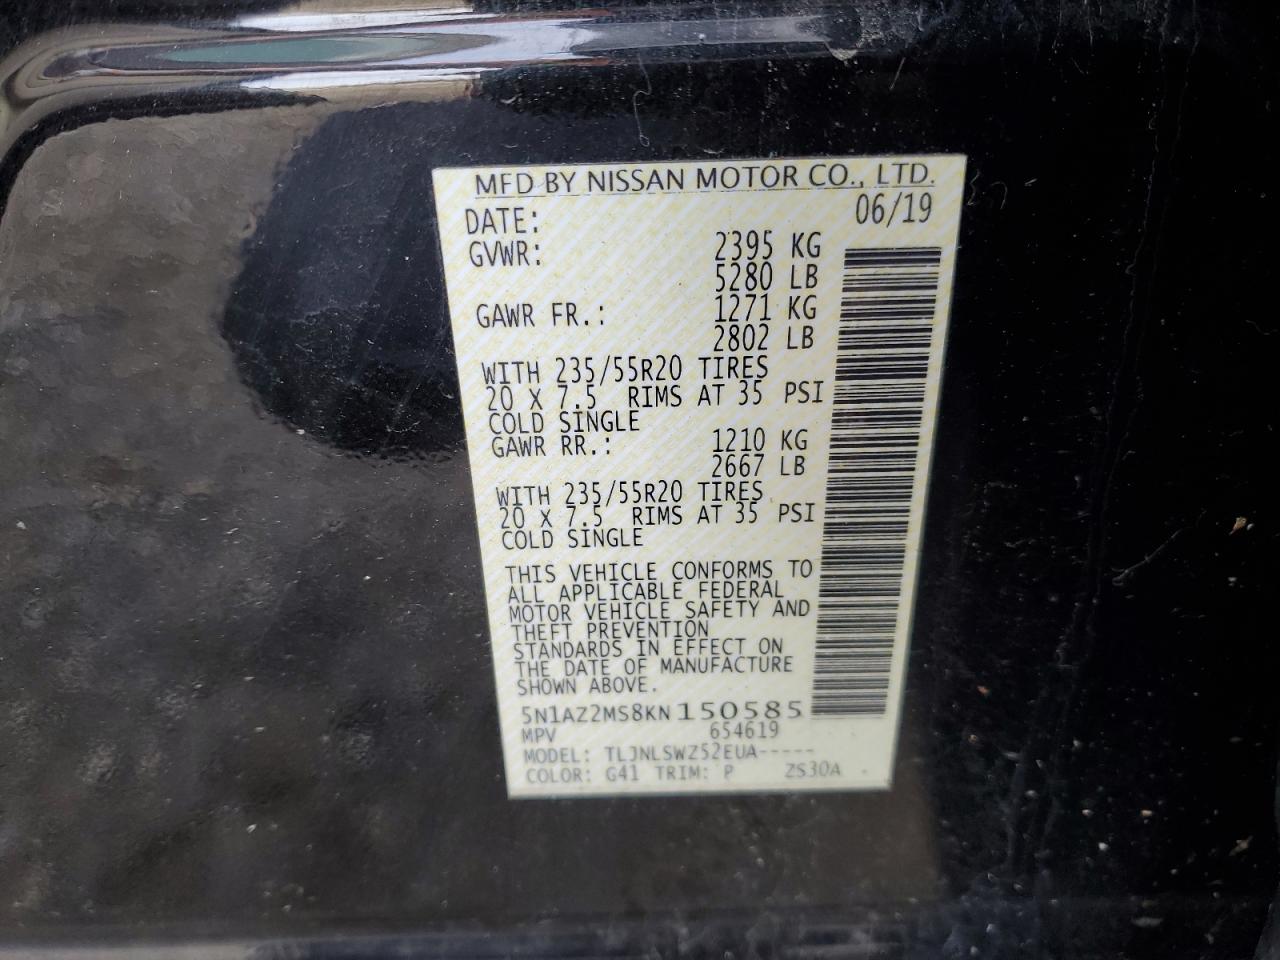 MFD BY NISSAN MOTOR CO., LTD.
DATE: 06/19
GVWR: 2395 KG
5280 LB
GAWR FR.: 1271 KG
2802 LB
WITH 235/55R20 TIRES
20 X 7.5 RIMS AT 35 PSI
COLD SINGLE
GAWR RR.: 1210 KG
2667 LB
WITH 235/55R20 TIRES
20 X 7.5 RIMS AT 35 PSI
COLD SINGLE
THIS VEHICLE CONFORMS TO
ALL APPLICABLE FEDERAL
MOTOR VEHICLE SAFETY AND
THEFT PREVENTION
STANDARDS IN EFFECT ON
THE DATE OF MANUFACTURE
SHOWN ABOVE.
5N1AZ2MS8KN150585
MPV 654619
MODEL: TLJNLSWZ52EUA-----
COLOR: G41 TRIM: P ZS30A